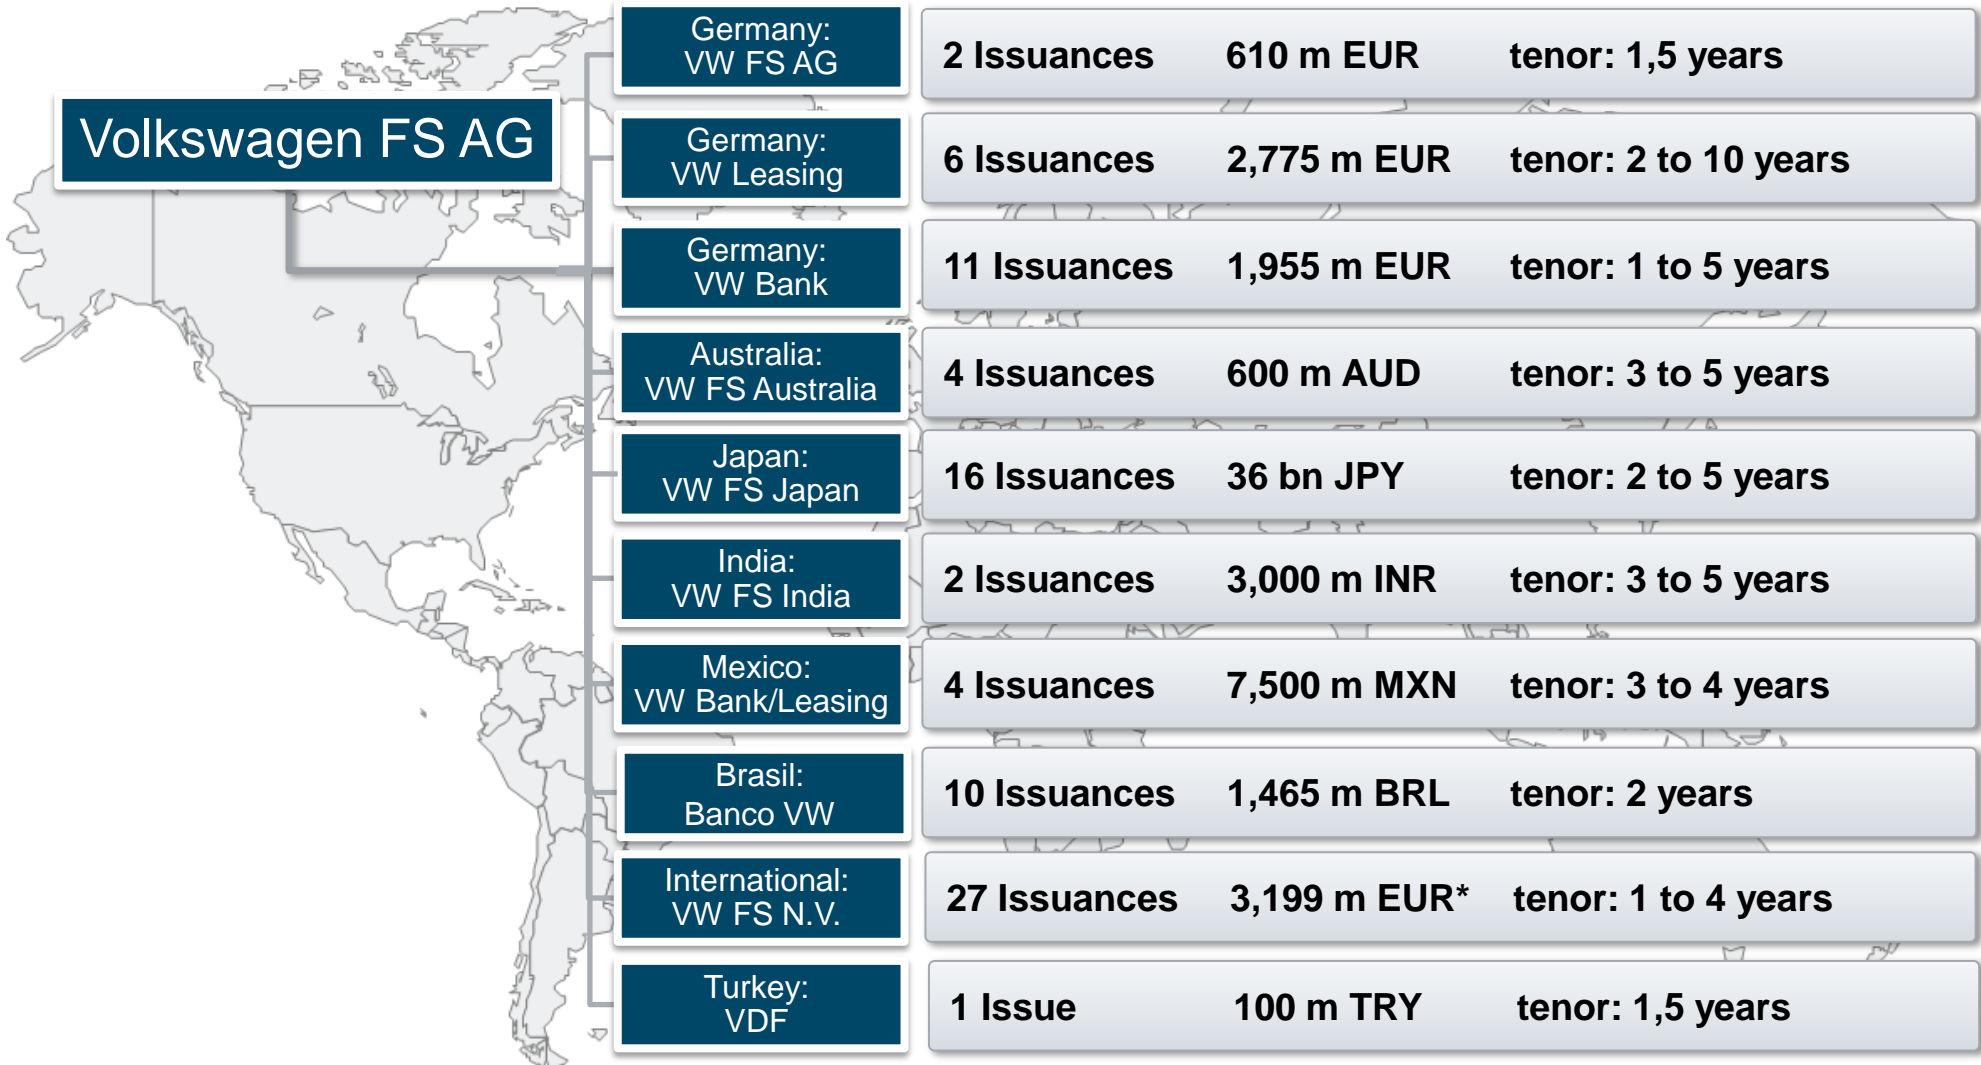 Volkswagen FS AG
Germany:
VW FS AG
2 Issuances 610 m EUR tenor: 1,5 years
Germany:
VW Leasing
6 Issuances 2,775 m EUR tenor: 2 to 10 years
Germany:
VW Bank
11 Issuances 1,955 m EUR tenor: 1 to 5 years
Australia:
VW FS Australia
4 Issuances 600 m AUD tenor: 3 to 5 years
Japan:
VW FS Japan
16 Issuances 36 bn JPY tenor: 2 to 5 years
India:
VW FS India
2 Issuances 3,000 m INR tenor: 3 to 5 years
Mexico:
VW Bank/Leasing
4 Issuances 7,500 m MXN tenor: 3 to 4 years
Brasil:
Banco VW
10 Issuances 1,465 m BRL tenor: 2 years
International:
VW FS N.V.
27 Issuances 3,199 m EUR* tenor: 1 to 4 years
Turkey:
VDF
1 Issue 100 m TRY tenor: 1,5 years